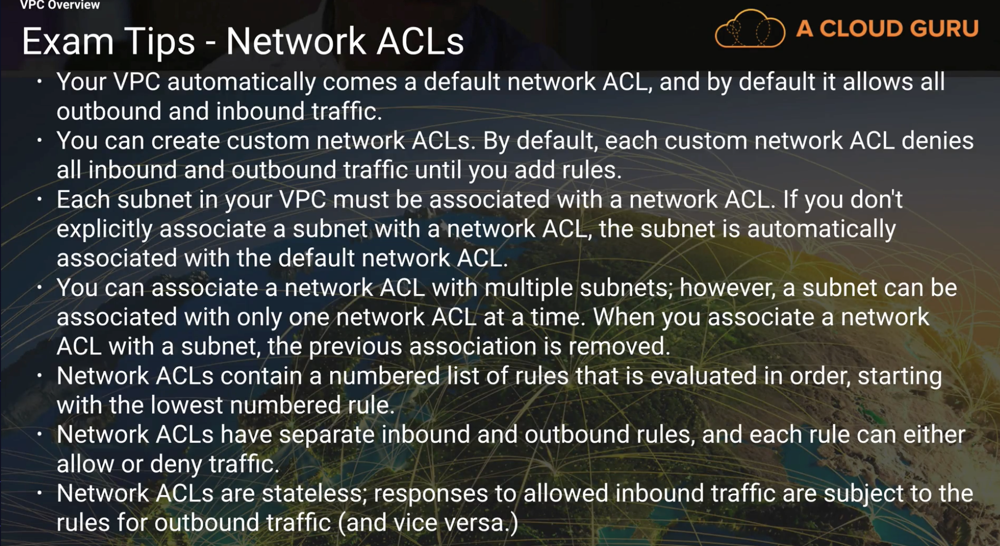 VPC Overview
Exam Tips - Network ACLs
A CLOUD GURU
• Your VPC automatically comes a default network ACL, and by default it allows all
outbound and inbound traffic.
• You can create custom network ACLs. By default, each custom network ACL denies
all inbound and outbound traffic until you add rules.
• Each subnet in your VPC must be associated with a network ACL. If you don't
explicitly associate a subnet with a network ACL, the subnet is automatically
associated with the default network ACL.
• You can associate a network ACL with multiple subnets; however, a subnet can be
associated with only one network ACL at a time. When you associate a network
ACL with a subnet, the previous association is removed.
• Network ACLs contain a numbered list of rules that is evaluated in order, starting
with the lowest numbered rule.
• Network ACLs have separate inbound and outbound rules, and each rule can either
allow or deny traffic.
• Network ACLs are stateless; responses to allowed inbound traffic are subject to the
rules for outbound traffic (and vice versa.)